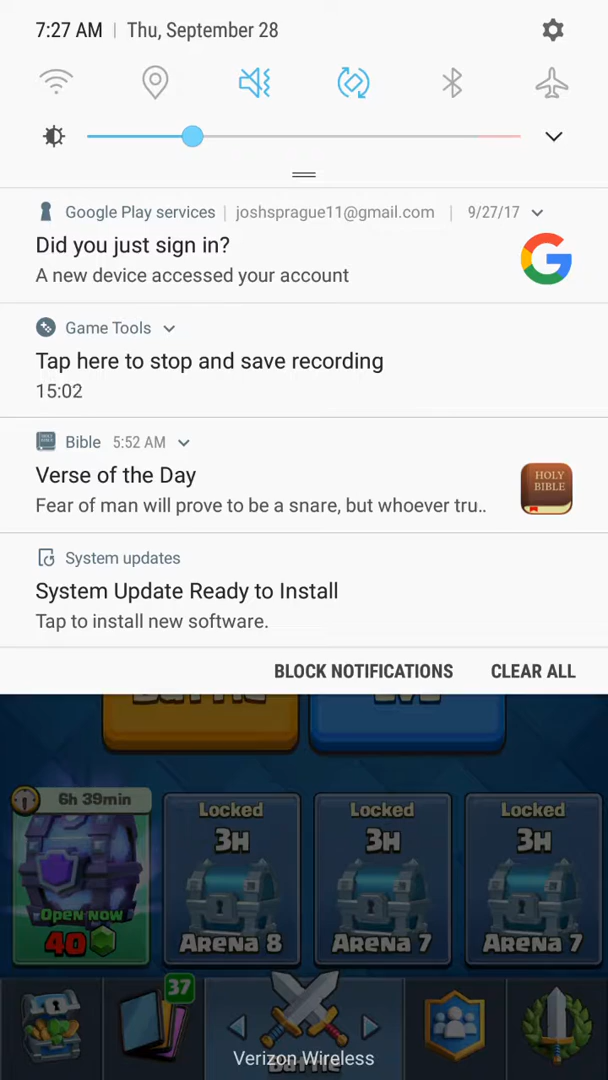 7:27 AM | Thu, September 28
Google Play services | joshsprague11@gmail.com | 9/27/17
Did you just sign in?
A new device accessed your account
Game Tools
Tap here to stop and save recording
15:02
Bible 5:52 AM
HOLY
BIBLE
Verse of the Day
Fear of man will prove to be a snare, but whoever tru..
System updates
System Update Ready to Install
Tap to install new software.
BLOCK NOTIFICATIONS CLEAR ALL
Battle
6h 39min
Open now
40
Locked
3H
Arena 8
Locked
3H
Arena 7
Locked
3H
Arena 7
37
Battle
Verizon Wireless